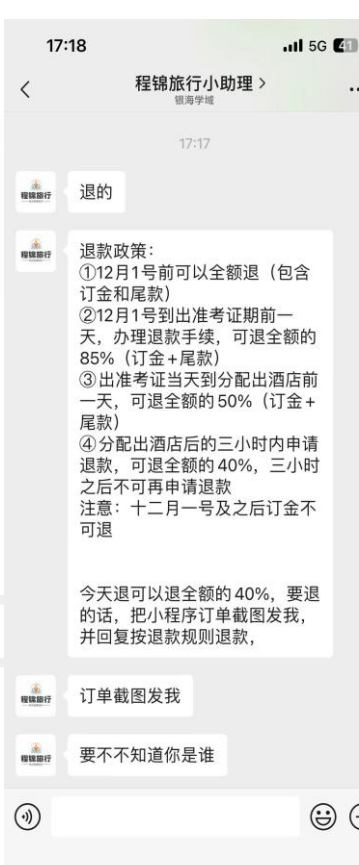 17:18
5G 41
程锦旅行小助理
银海学域
17:17
程锦旅行
退的
程锦旅行
退款政策：
①12月1号前可以全额退（包含
订金和尾款）
②12月1号到出准考证期前一
天，办理退款手续，可退全额的
85%（订金+尾款）
③出准考证当天到分配出酒店前
一天，可退全额的50%（订金+
尾款）
④分配出酒店后的三小时内申请
退款，可退全额的40%，三小时
之后不可再申请退款
注意：十二月一号及之后订金不
可退
今天退可以退全额的40%，要退
的话，把小程序订单截图发我，
并回复按退款规则退款，
程锦旅行
订单截图发我
程锦旅行
要不不知道你是谁